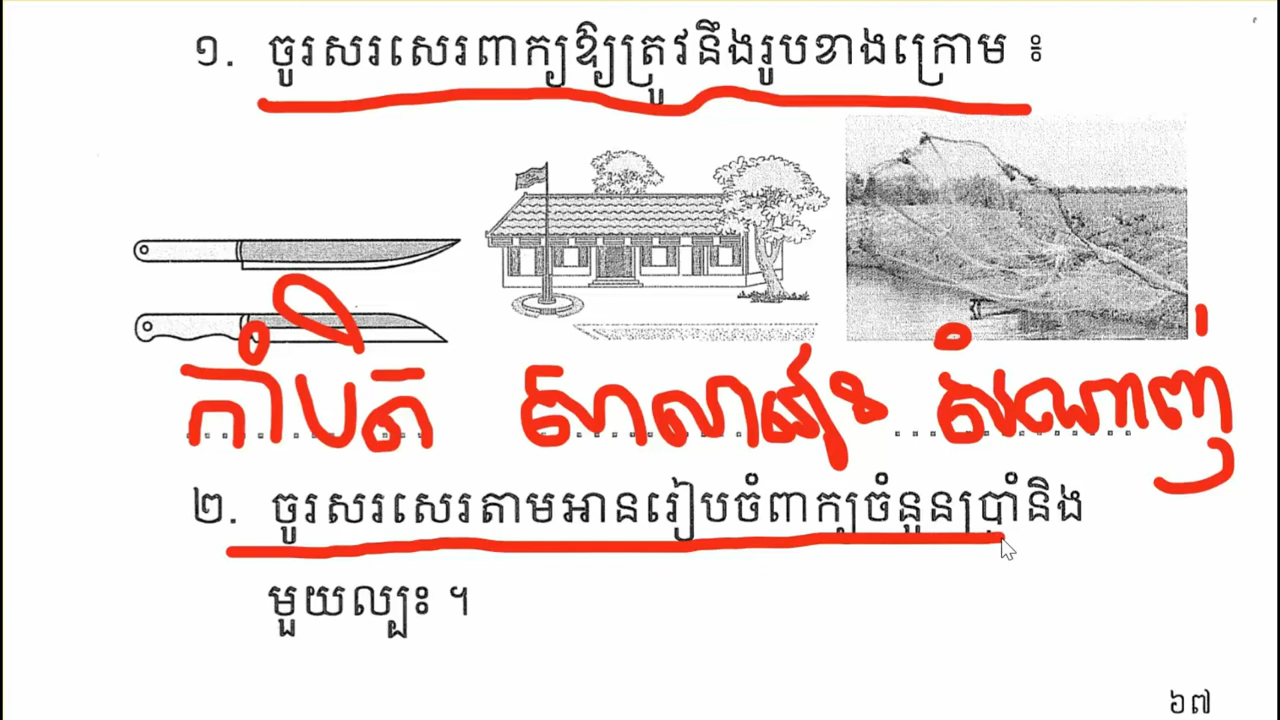 ១. ចូរសរសេរពាក្យឱ្យត្រូវនឹងរូបខាងក្រោម ៖
កាំបិត សាលារៀន សំណាញ់
២. ចូរសរសេរតាមអានរៀបចំពាក្យចំនួនប្រាំនិង
មួយល្បះ ។
៦៧